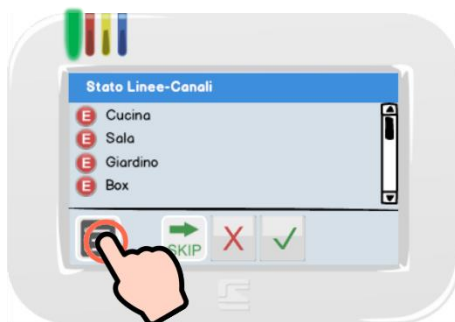 Stato Linee-Canali
E Cucina
E Sala
E Giardino
E Box
SKIP